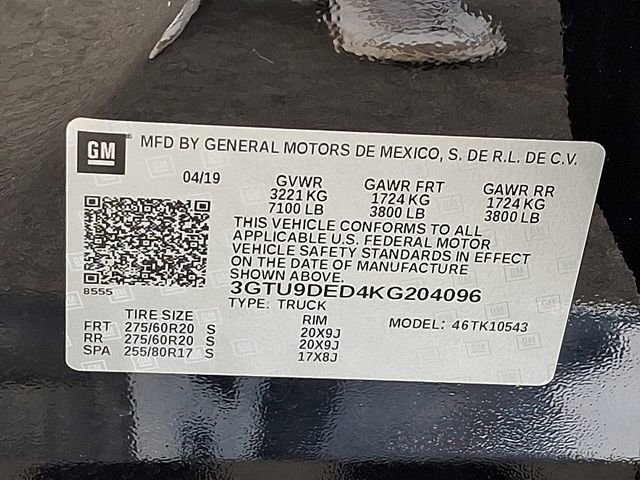 GM MFD BY GENERAL MOTORS DE MEXICO, S. DE R.L. DE C.V.
04/19 GVWR GAWR FRT GAWR RR
3221 KG 1724 KG 1724 KG
7100 LB 3800 LB 3800 LB
THIS VEHICLE CONFORMS TO ALL
APPLICABLE U.S. FEDERAL MOTOR
VEHICLE SAFETY STANDARDS IN EFFECT
ON THE DATE OF MANUFACTURE
SHOWN ABOVE.
8555 3GTU9DED4KG204096
TYPE: TRUCK
TIRE SIZE RIM MODEL: 46TK10543
FRT 275/60R20 S 20X9J
RR 275/60R20 S 20X9J
SPA 255/80R17 S 17X8J